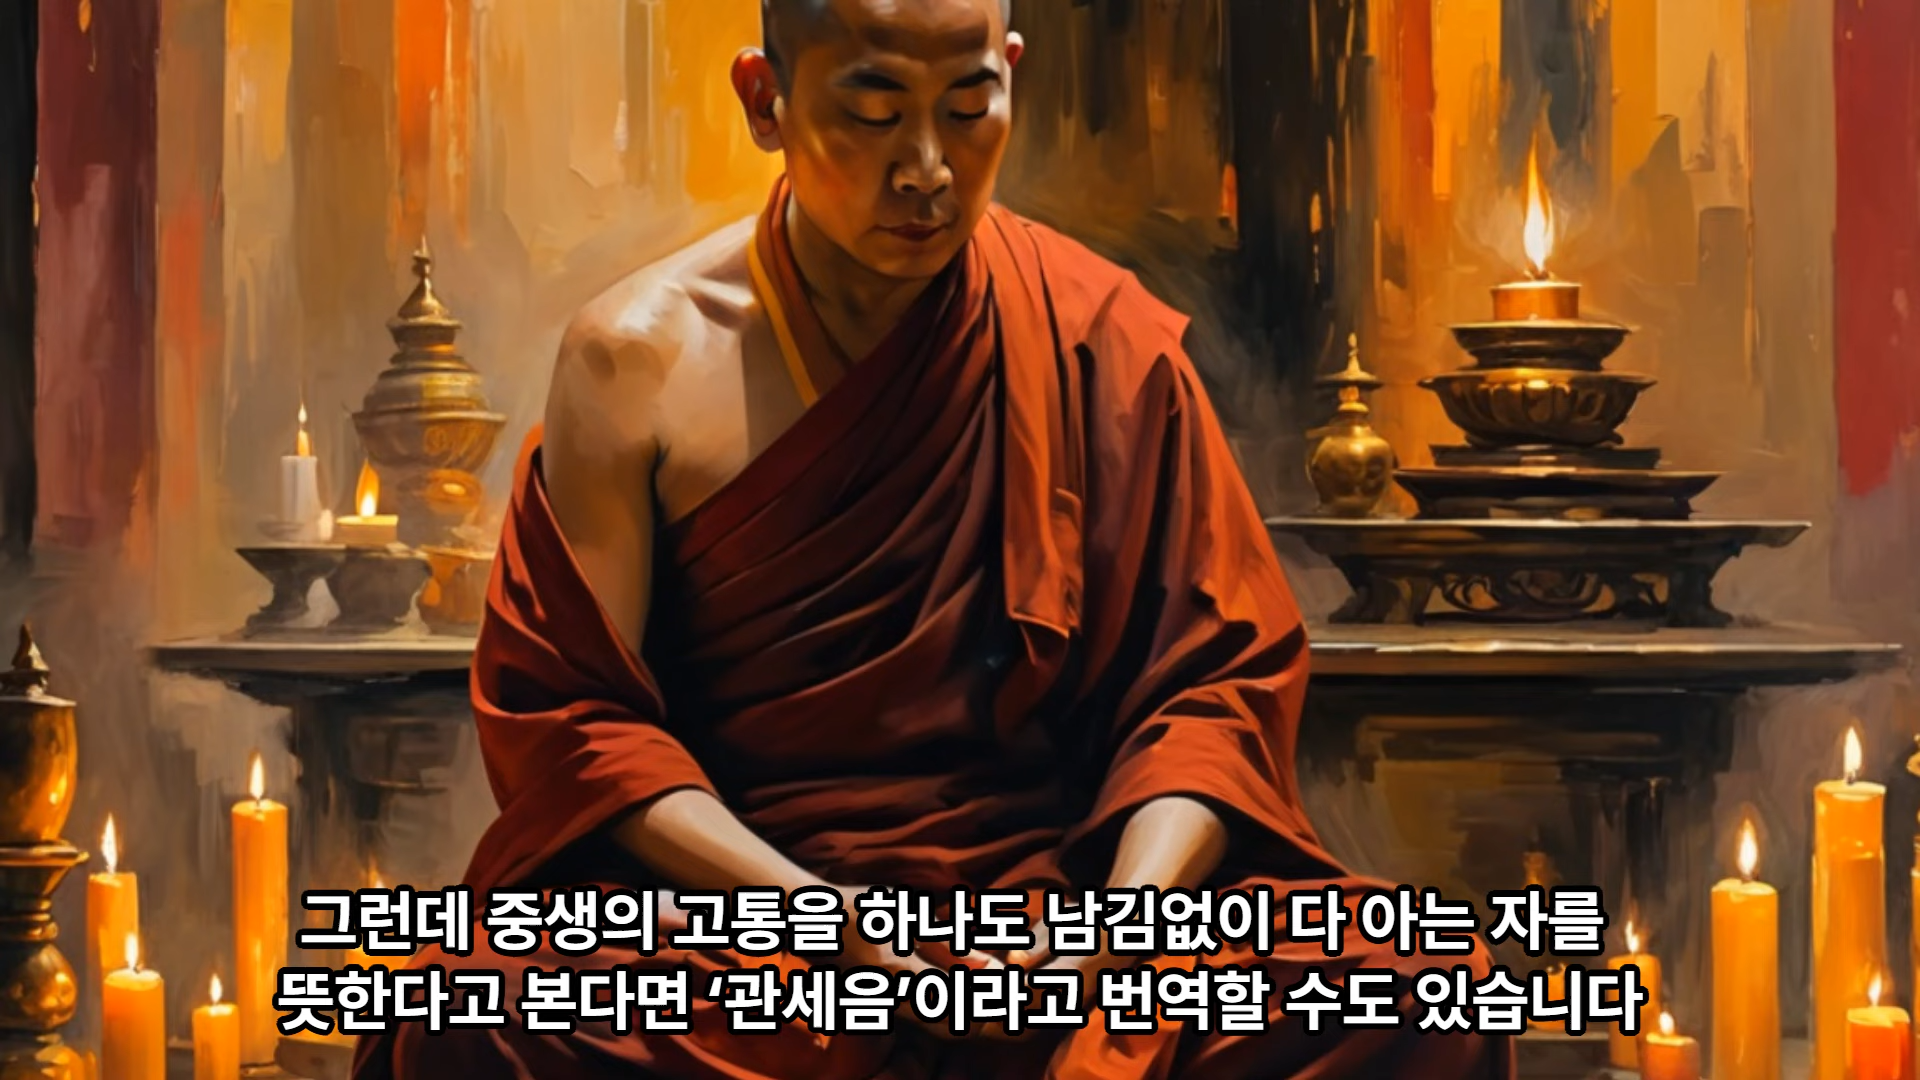 그런데 중생의 고통을 하나도 남김없이 다 아는 자를
뜻한다고 본다면 ‘관세음’이라고 번역할 수도 있습니다